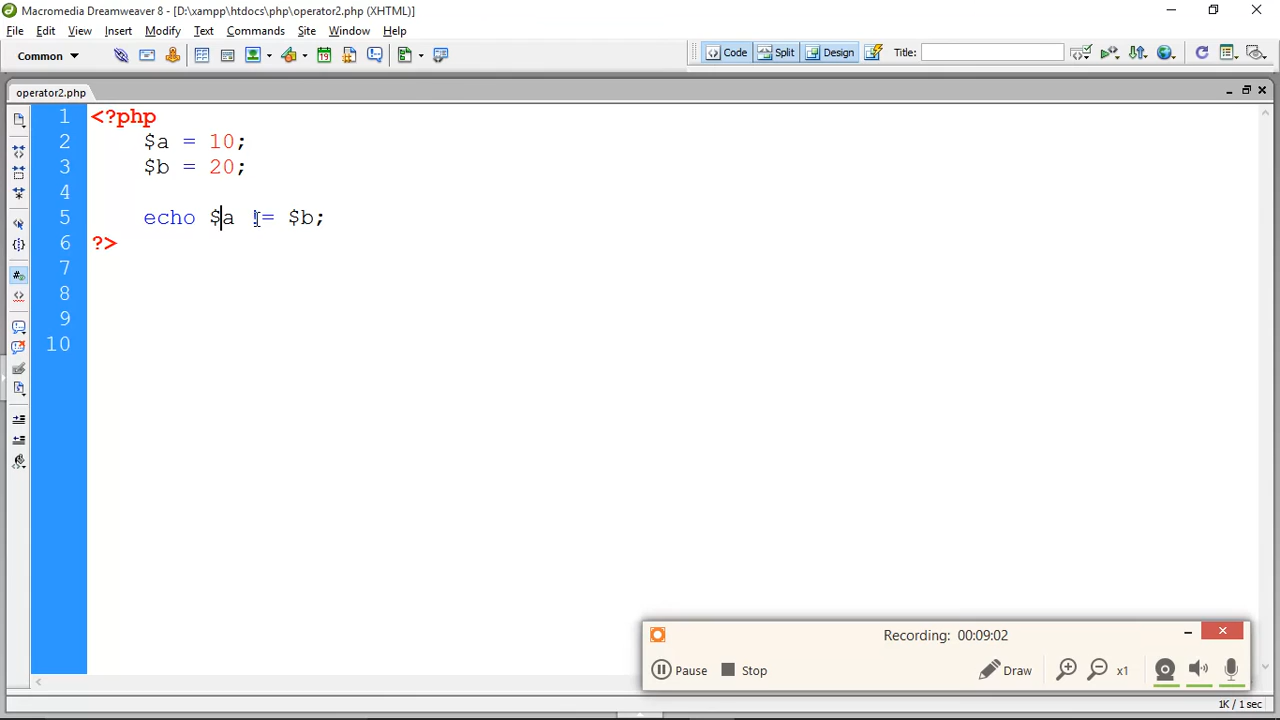 Macromedia Dreamweaver 8 - [D:\xampp\htdocs\php\operator2.php (XHTML)]
File Edit View Insert Modify Text Commands Site Window Help
Common Code Split Design Title:
operator2.php
1 <?php
2 $a = 10;
3 $b = 20;
4
5 echo $a != $b;
6 ?>
7
8
9
10
Recording: 00:09:02
Pause Stop Draw x1
1K / 1 sec